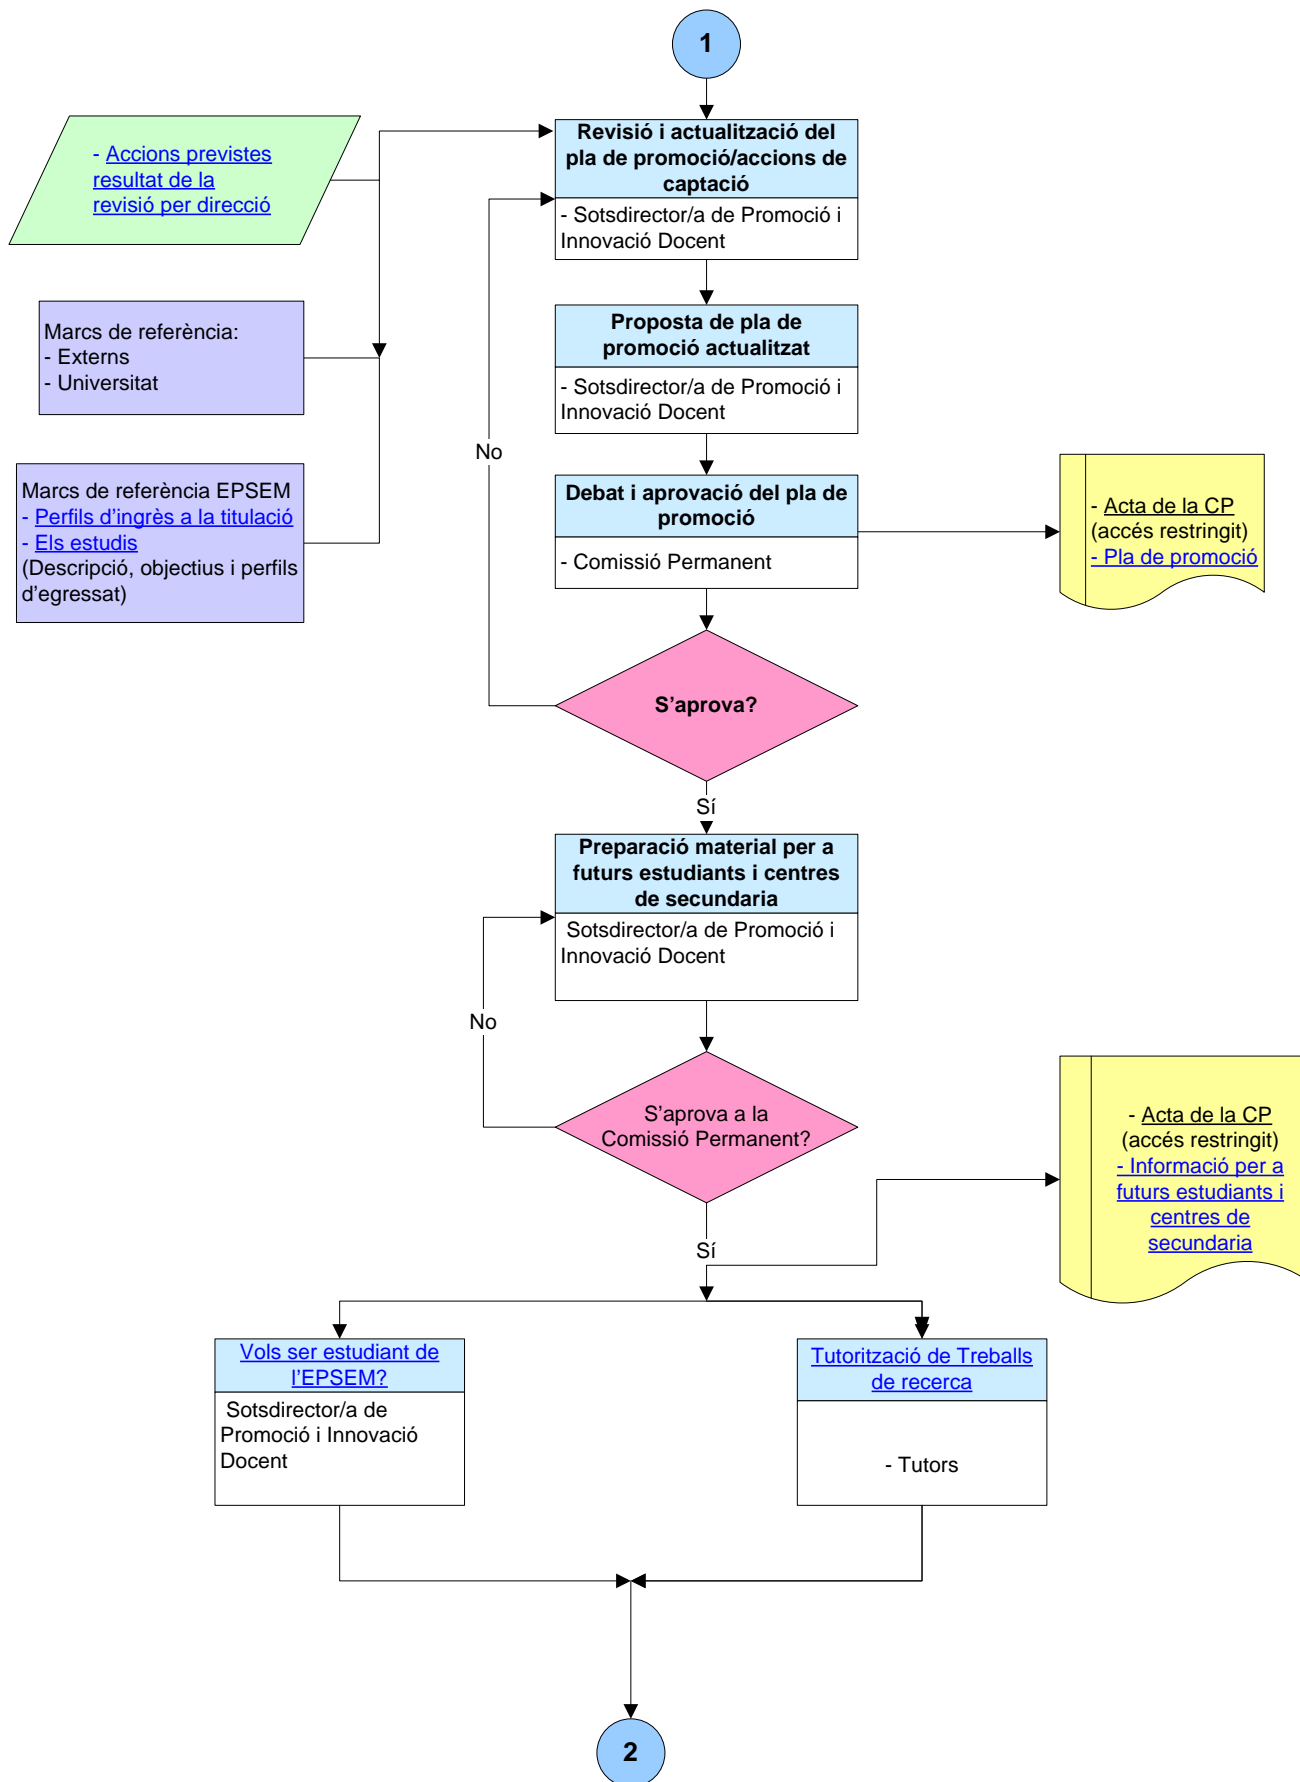 1
- Accions previstes
resultat de la
revisió per direcció
Revisió i actualització del
pla de promoció/accions de
captació
- Sotsdirector/a de Promoció i
Innovació Docent
Marcs de referència:
- Externs
- Universitat
Proposta de pla de
promoció actualitzat
- Sotsdirector/a de Promoció i
Innovació Docent
No
Marcs de referència EPSEM
- Perfils d'ingrès a la titulació
- Els estudis
(Descripció, objectius i perfils
d'egressat)
Debat i aprovació del pla de
promoció
- Comissió Permanent
- Acta de la CP
(accés restringit)
- Pla de promoció
S'aprova?
Sí
Preparació material per a
futurs estudiants i centres
de secundaria
Sotsdirector/a de Promoció i
Innovació Docent
No
S'aprova a la
Comissió Permanent?
- Acta de la CP
(accés restringit)
- Informació per a
futurs estudiants i
centres de
secundaria
Sí
Vols ser estudiant de
l'EPSEM?
Sotsdirector/a de
Promoció i Innovació
Docent
Tutorització de Treballs
de recerca
- Tutors
2